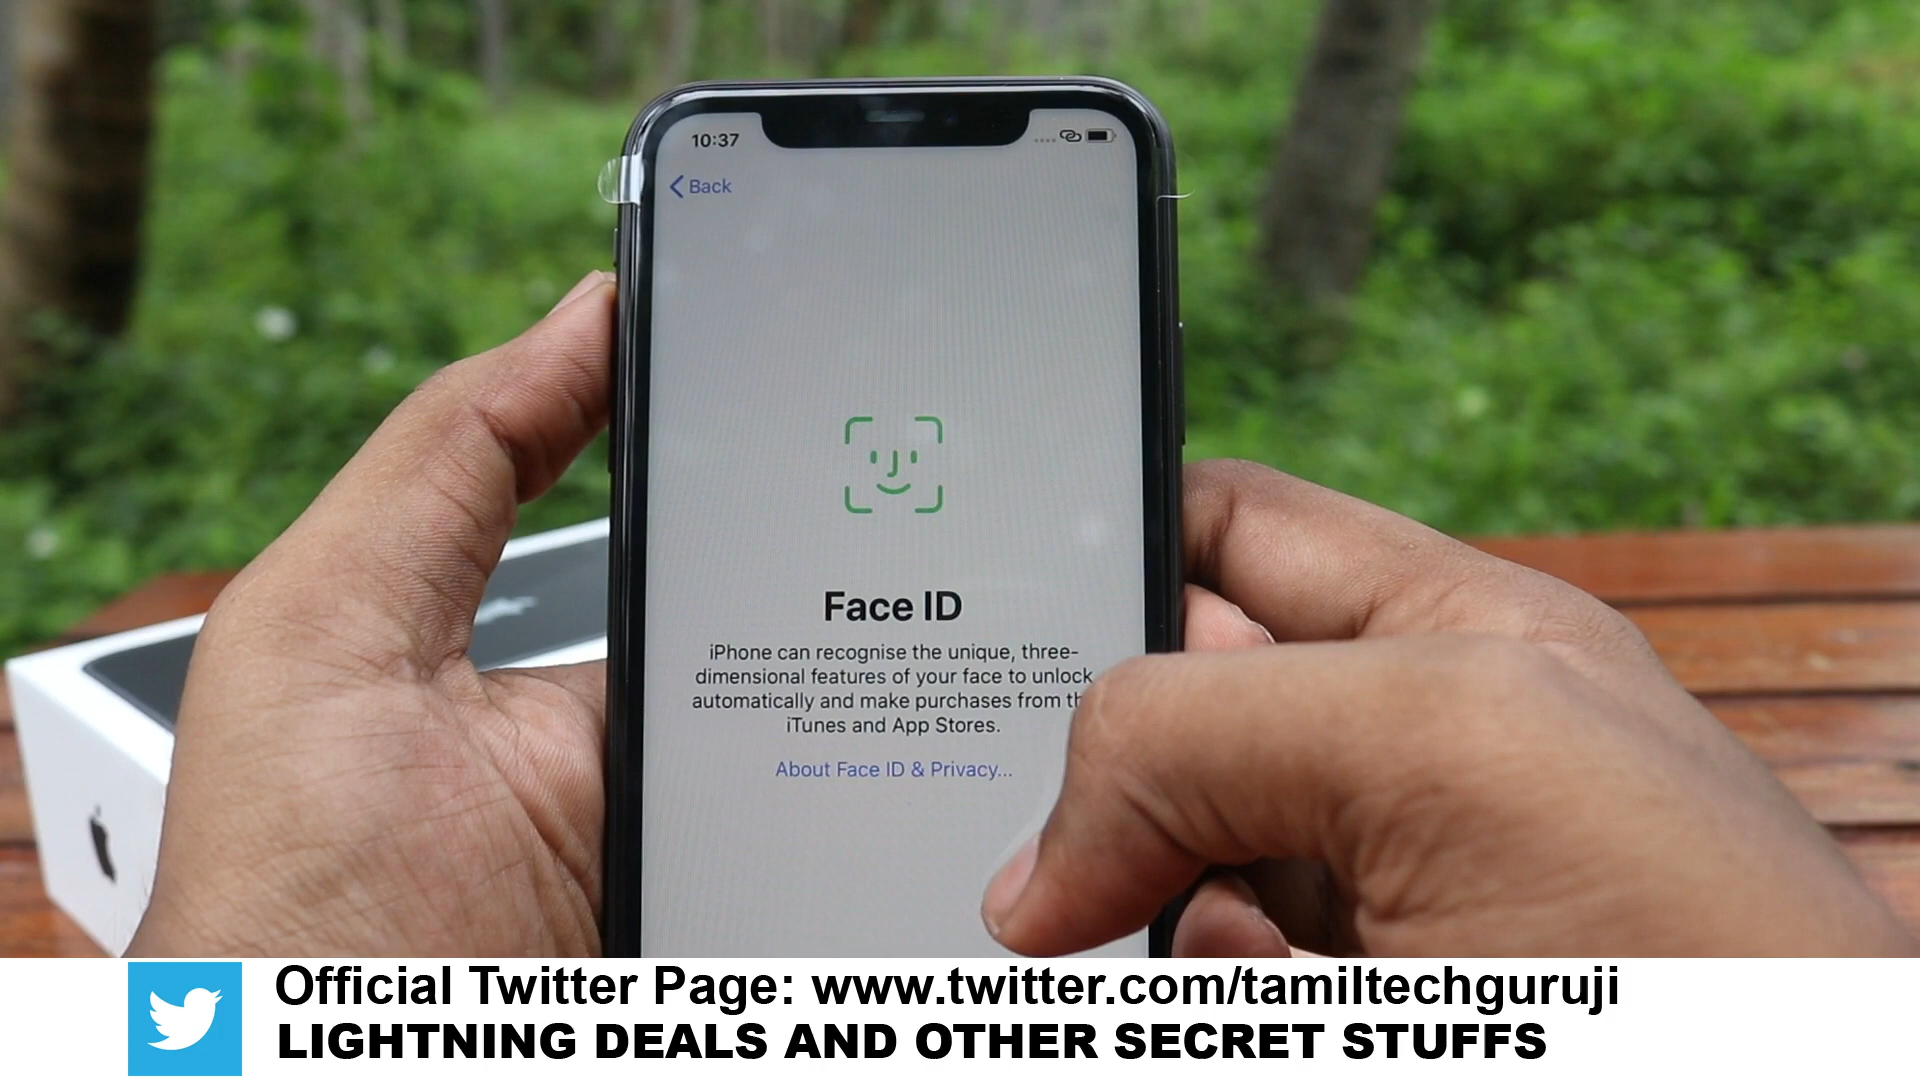 10:37
Back
Face ID
iPhone can recognise the unique, three-
dimensional features of your face to unlock
automatically and make purchases from
iTunes and App Stores.
About Face ID & Privacy...
Official Twitter Page: www.twitter.com/tamiltechguruji
LIGHTNING DEALS AND OTHER SECRET STUFFS